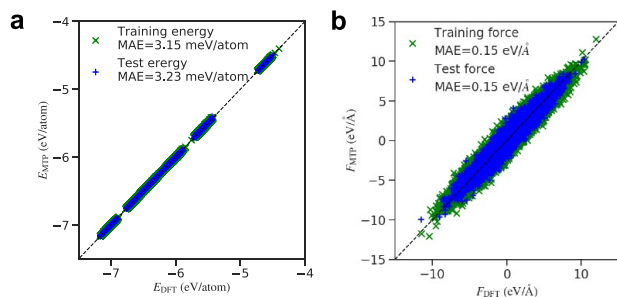 a
× Training energy
MAE=3.15 meV/atom
+ Test energy
MAE=3.23 meV/atom
E_MTP (eV/atom)
−4
−5
−6
−7
−7 −6 −5 −4
E_DFT (eV/atom)
b
× Training force
MAE=0.15 eV/Å
+ Test force
MAE=0.15 eV/Å
F_MTP (eV/Å)
15
10
5
0
−5
−10
−15
−10 0 10
F_DFT (eV/Å)